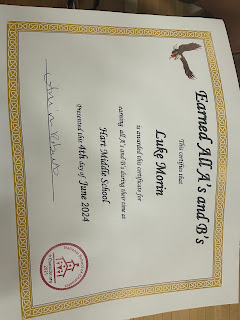 Earned All A's and B's
This certifies that
Luke Morin
is awarded this certificate for
earning all A's and B's during their time at
Harri Middle School
Presented this 4th day of June 2024